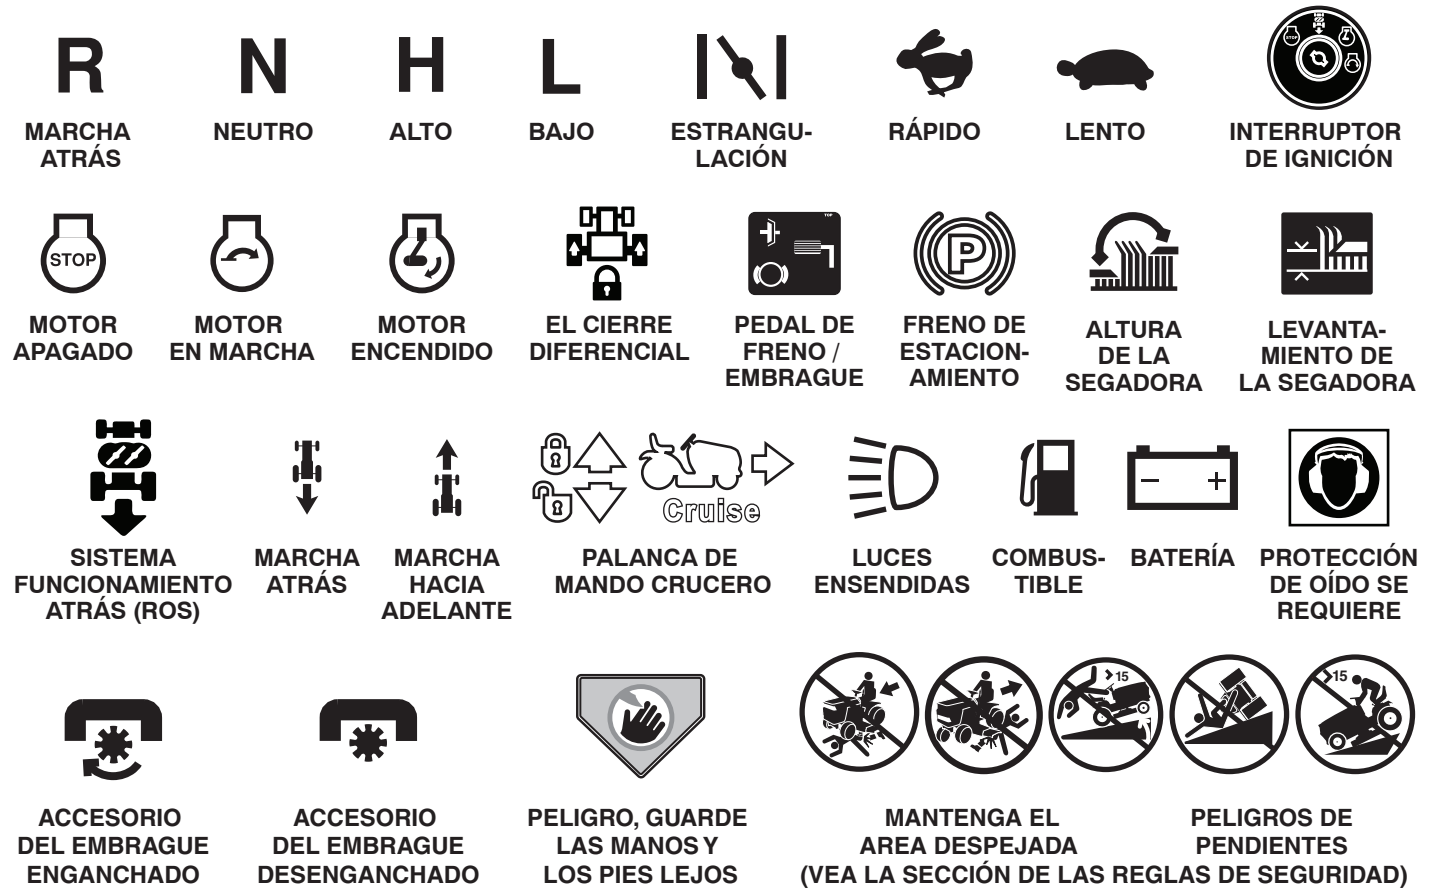 R N H L
MARCHA NEUTRO ALTO BAJO ESTRANGU- RÁPIDO LENTO INTERRUPTOR
ATRÁS LACIÓN DE IGNICIÓN
STOP
STOP TOP P
MOTOR MOTOR MOTOR EL CIERRE PEDAL DE FRENO DE ALTURA LEVANTA-
APAGADO EN MARCHA ENCENDIDO DIFERENCIAL FRENO / ESTACION- DE LA MIENTO DE
EMBRAGUE AMIENTO SEGADORA LA SEGADORA
Cruise - +
SISTEMA MARCHA MARCHA PALANCA DE LUCES COMBUS- BATERÍA PROTECCIÓN
FUNCIONAMIENTO ATRÁS HACIA MANDO CRUCERO ENSENDIDAS TIBLE DE OÍDO SE
ATRÁS (ROS) ADELANTE REQUIERE
>15 >15
ACCESORIO ACCESORIO PELIGRO, GUARDE MANTENGA EL PELIGROS DE
DEL EMBRAGUE DEL EMBRAGUE LAS MANOS Y AREA DESPEJADA PENDIENTES
ENGANCHADO DESENGANCHADO LOS PIES LEJOS (VEA LA SECCIÓN DE LAS REGLAS DE SEGURIDAD)